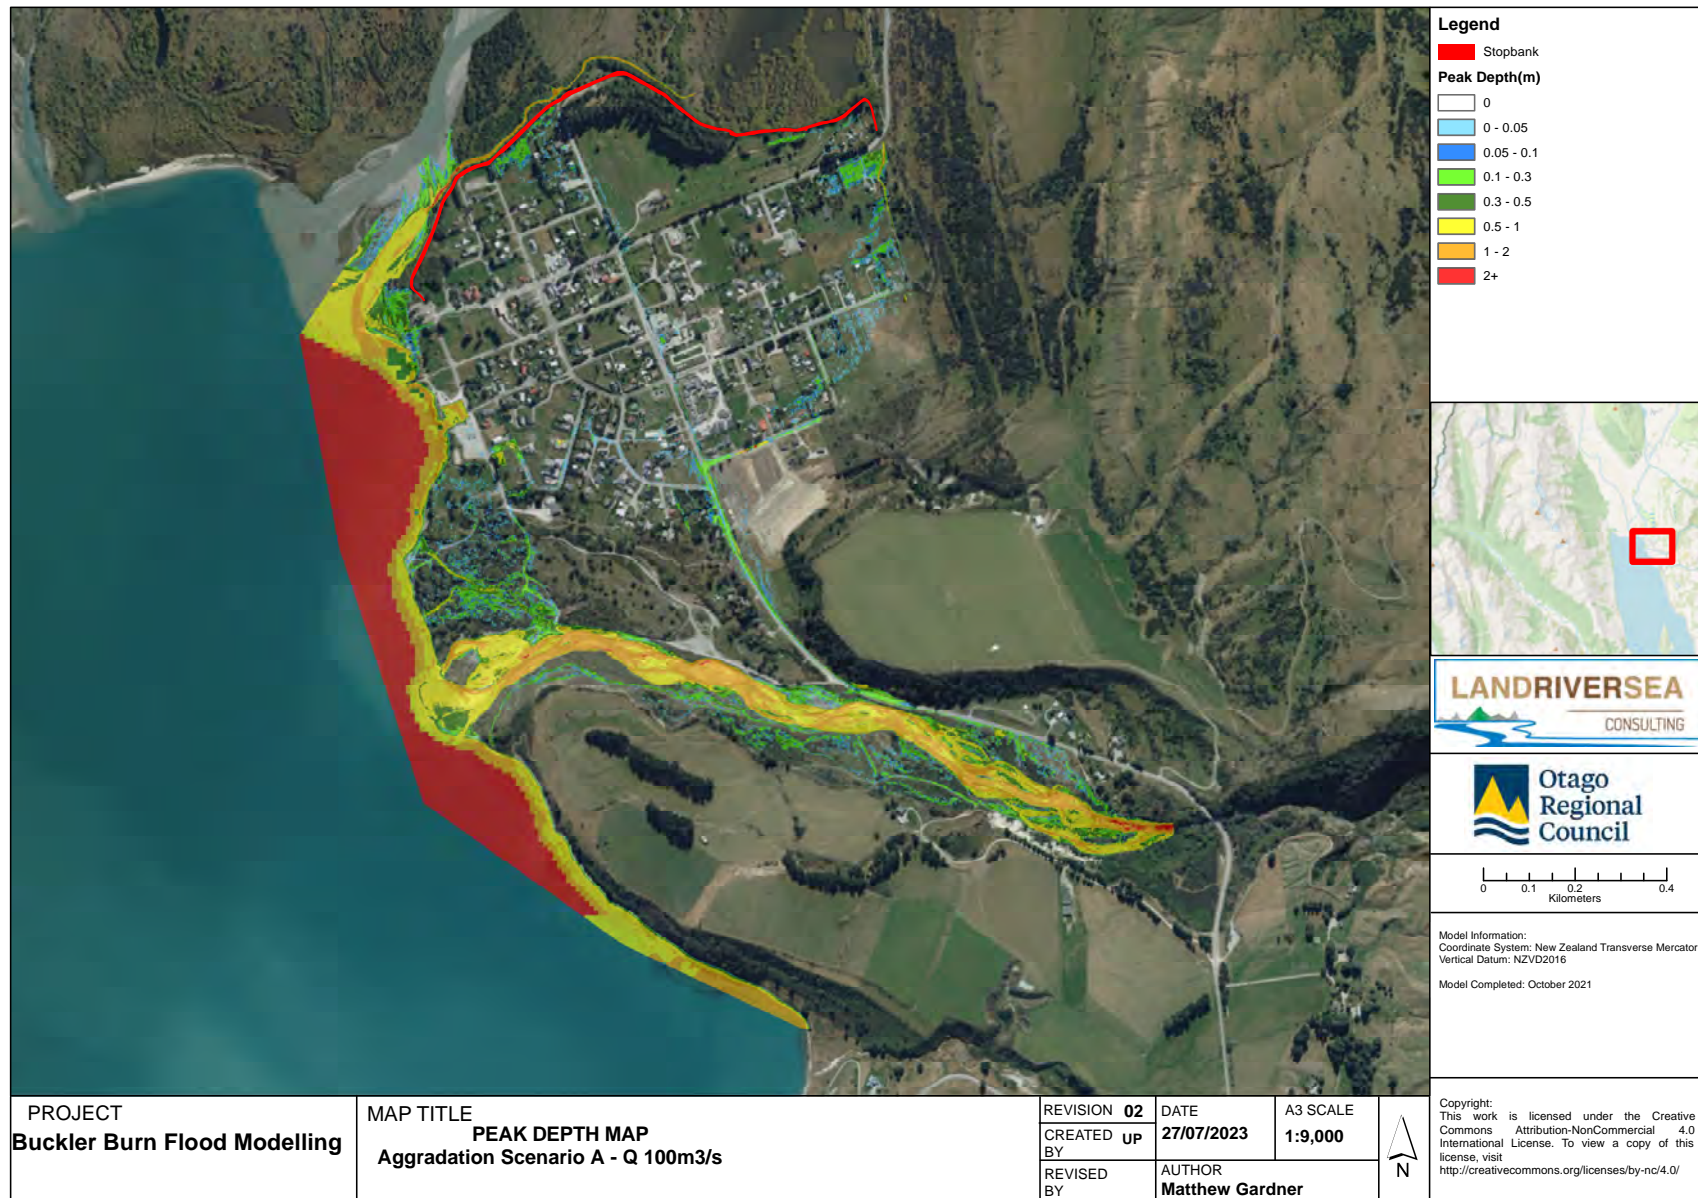 Legend
Stopbank
Peak Depth(m)
0
0 - 0.05
0.05 - 0.1
0.1 - 0.3
0.3 - 0.5
0.5 - 1
1 - 2
2+
LANDRIVERSEA
CONSULTING
Otago
Regional
Council
0 0.1 0.2 0.4
Kilometers
Model Information:
Coordinate System: New Zealand Transverse Mercator
Vertical Datum: NZVD2016
Model Completed: October 2021
Copyright:
This work is licensed under the Creative
Commons Attribution-NonCommercial 4.0
International License. To view a copy of this
license, visit
http://creativecommons.org/licenses/by-nc/4.0/
PROJECT
Buckler Burn Flood Modelling
MAP TITLE
PEAK DEPTH MAP
Aggradation Scenario A - Q 100m3/s
REVISION 02
CREATED BY UP
REVISED BY
DATE
27/07/2023
A3 SCALE
1:9,000
AUTHOR
Matthew Gardner
N